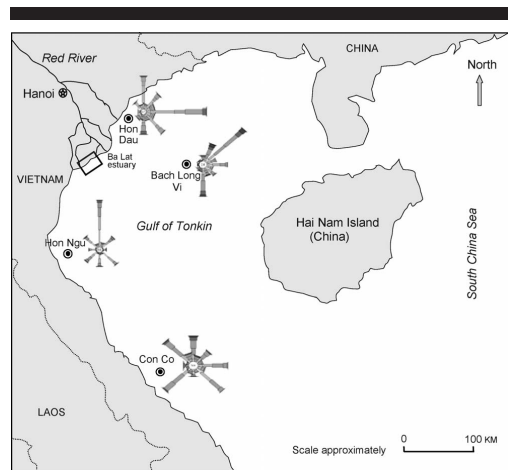 CHINA
Red River
North
Hanoi
Hon
Dau
Ba Lat
estuary
VIETNAM
Bach Long
Vi
Gulf of Tonkin
Hai Nam Island
(China)
South China Sea
Hon Ngu
Con Co
LAOS
Scale approximately
0
100 KM